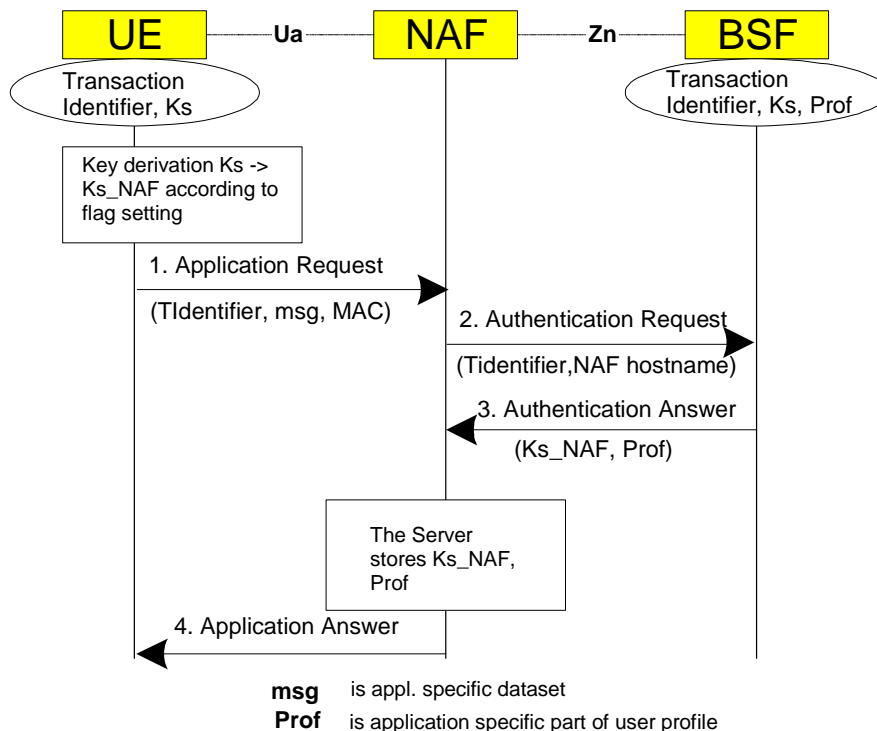 UE Ua NAF Zn BSF
Transaction
Identifier, Ks
Transaction
Identifier, Ks, Prof
Key derivation Ks ->
Ks_NAF according to
flag setting
1. Application Request
(TIdentifier, msg, MAC)
2. Authentication Request
(Tidentifier,NAF hostname)
3. Authentication Answer
(Ks_NAF, Prof)
The Server
stores Ks_NAF,
Prof
4. Application Answer
msg is appl. specific dataset
Prof is application specific part of user profile